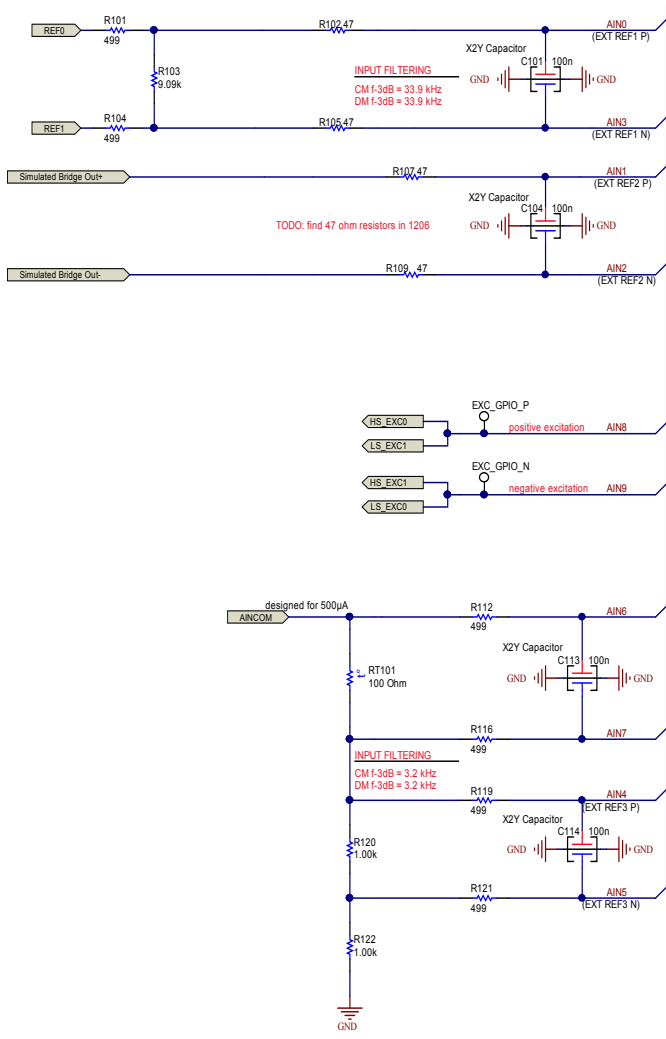 R101
REF0
499
R102 47
AIN0
(EXT REF1 P)
X2Y Capacitor
C101 100n
GND
GND
R103
9.09k
INPUT FILTERING
CM f-3dB = 33.9 kHz
DM f-3dB = 33.9 kHz
R104
REF1
499
R105 47
AIN3
(EXT REF1 N)
Simulated Bridge Out+
R107 47
AIN1
(EXT REF2 P)
X2Y Capacitor
C104 100n
TODO: find 47 ohm resistors in 1206
GND
GND
Simulated Bridge Out-
R109 47
AIN2
(EXT REF2 N)
EXC_GPIO_P
HS_EXC0
positive excitation
AIN8
LS_EXC1
EXC_GPIO_N
HS_EXC1
negative excitation
AIN9
LS_EXC0
designed for 500µA
AINCOM
R112
499
AIN6
X2Y Capacitor
C113 100n
RT101
t°
100 Ohm
GND
GND
R116
499
AIN7
INPUT FILTERING
CM f-3dB = 3.2 kHz
DM f-3dB = 3.2 kHz
R119
499
AIN4
(EXT REF3 P)
X2Y Capacitor
C114 100n
R120
1.00k
GND
GND
R121
499
AIN5
(EXT REF3 N)
R122
1.00k
GND